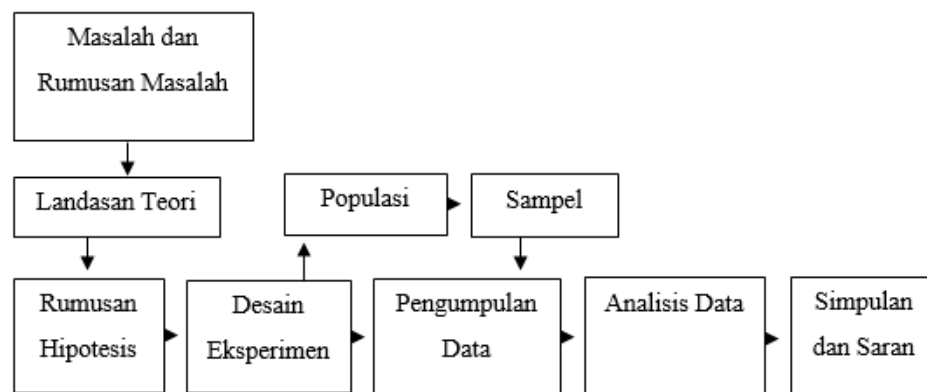 Masalah dan
Rumusan Masalah
Landasan Teori
Populasi
Sampel
Rumusan
Hipotesis
Desain
Eksperimen
Pengumpulan
Data
Analisis Data
Simpulan
dan Saran